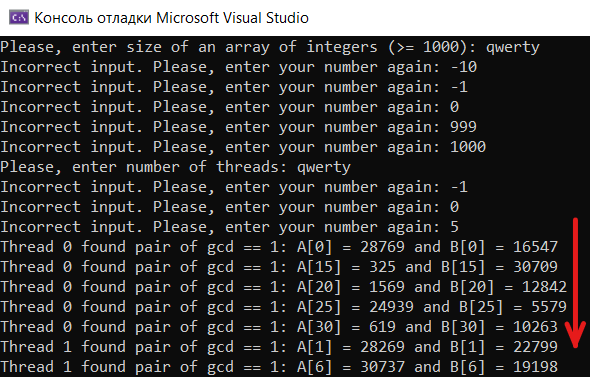 Консоль отладки Microsoft Visual Studio
Please, enter size of an array of integers (>= 1000): qwerty
Incorrect input. Please, enter your number again: -10
Incorrect input. Please, enter your number again: -1
Incorrect input. Please, enter your number again: 0
Incorrect input. Please, enter your number again: 999
Incorrect input. Please, enter your number again: 1000
Please, enter number of threads: qwerty
Incorrect input. Please, enter your number again: -1
Incorrect input. Please, enter your number again: 0
Incorrect input. Please, enter your number again: 5
Thread 0 found pair of gcd == 1: A[0] = 28769 and B[0] = 16547
Thread 0 found pair of gcd == 1: A[15] = 325 and B[15] = 30709
Thread 0 found pair of gcd == 1: A[20] = 1569 and B[20] = 12842
Thread 0 found pair of gcd == 1: A[25] = 24939 and B[25] = 5579
Thread 0 found pair of gcd == 1: A[30] = 619 and B[30] = 10263
Thread 1 found pair of gcd == 1: A[1] = 28269 and B[1] = 22799
Thread 1 found pair of gcd == 1: A[6] = 30737 and B[6] = 19198